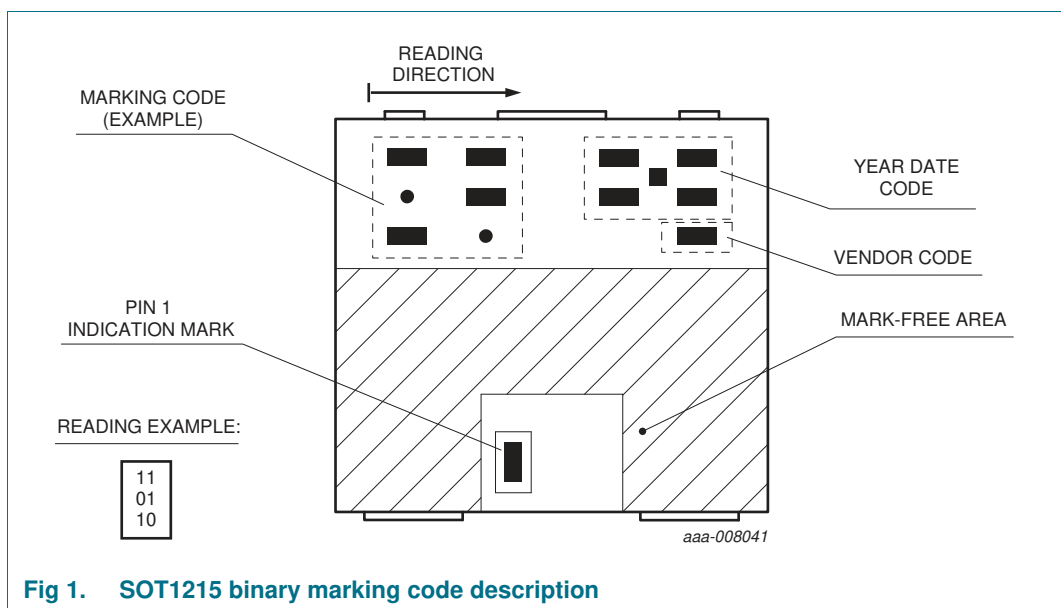 READING
DIRECTION
MARKING CODE
(EXAMPLE)
YEAR DATE
CODE
VENDOR CODE
PIN 1
INDICATION MARK
MARK-FREE AREA
READING EXAMPLE:
11
01
10
aaa-008041
Fig 1. SOT1215 binary marking code description